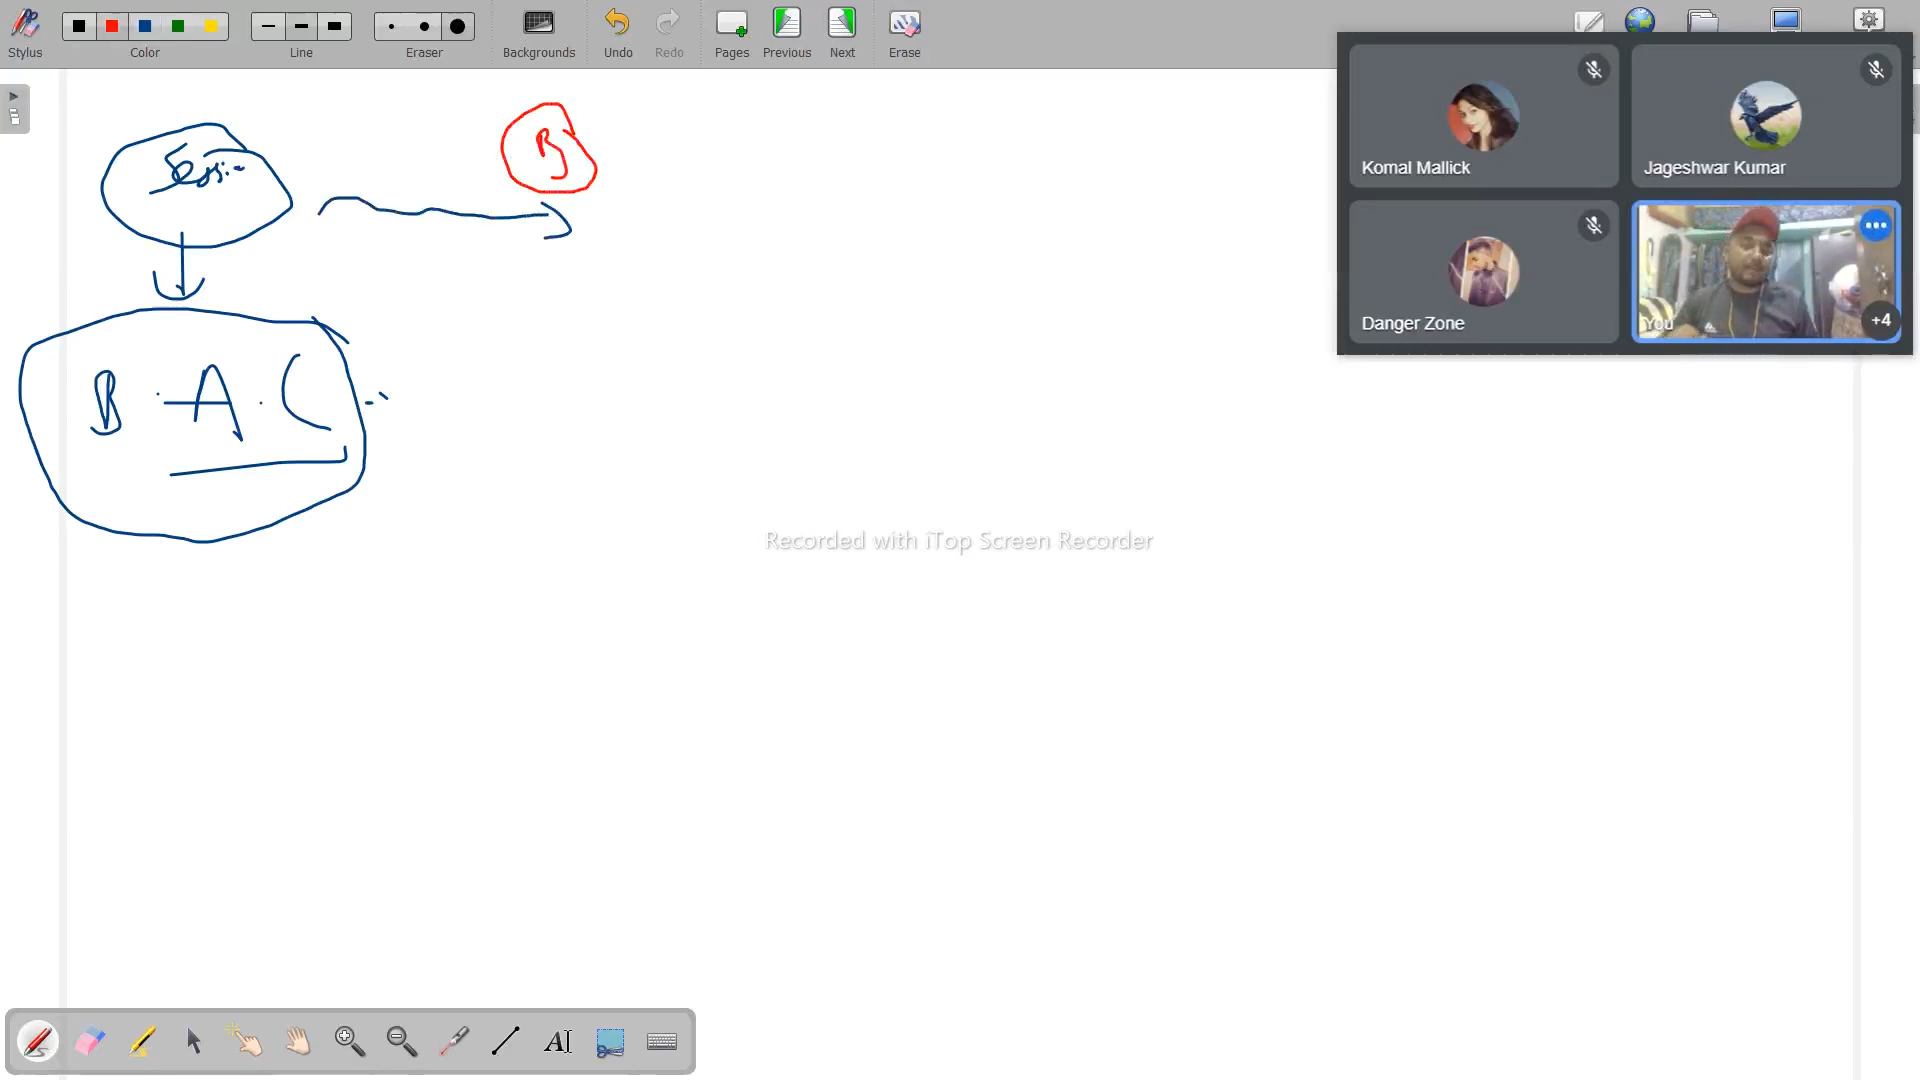 Stylus Color Line Eraser Backgrounds Undo Redo Pages Previous Next Erase
Komal Mallick
Jageshwar Kumar
Danger Zone
You
+4
B
B . A . C
Recorded with iTop Screen Recorder
AI